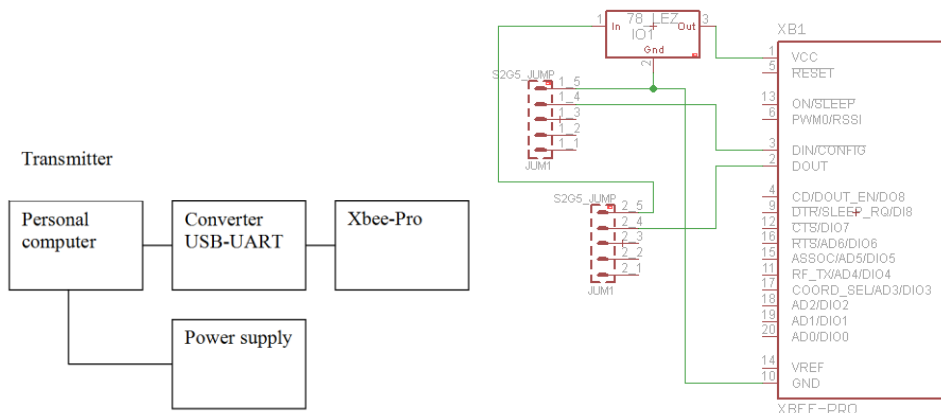 Transmitter
Personal
computer
Converter
USB-UART
Xbee-Pro
Power supply
1
78_LEZ
3
In
Out
IO1
Gnd
2
S2G5_JUMP
1_5
1_4
1_3
1_2
1_1
JUM1
S2G5_JUMP
2_5
2_4
2_3
2_2
2_1
JUM1
XB1
1 VCC
5 RESET
13 ON/SLEEP
6 PWM0/RSSI
3 DIN/CONFIG
2 DOUT
4 CD/DOUT_EN/DO8
9 DTR/SLEEP_RQ/DI8
12 CTS/DIO7
16 RTS/AD6/DIO6
15 ASSOC/AD5/DIO5
11 RF_TX/AD4/DIO4
17 COORD_SEL/AD3/DIO3
18 AD2/DIO2
19 AD1/DIO1
20 AD0/DIO0
14 VREF
10 GND
XBEE-PRO